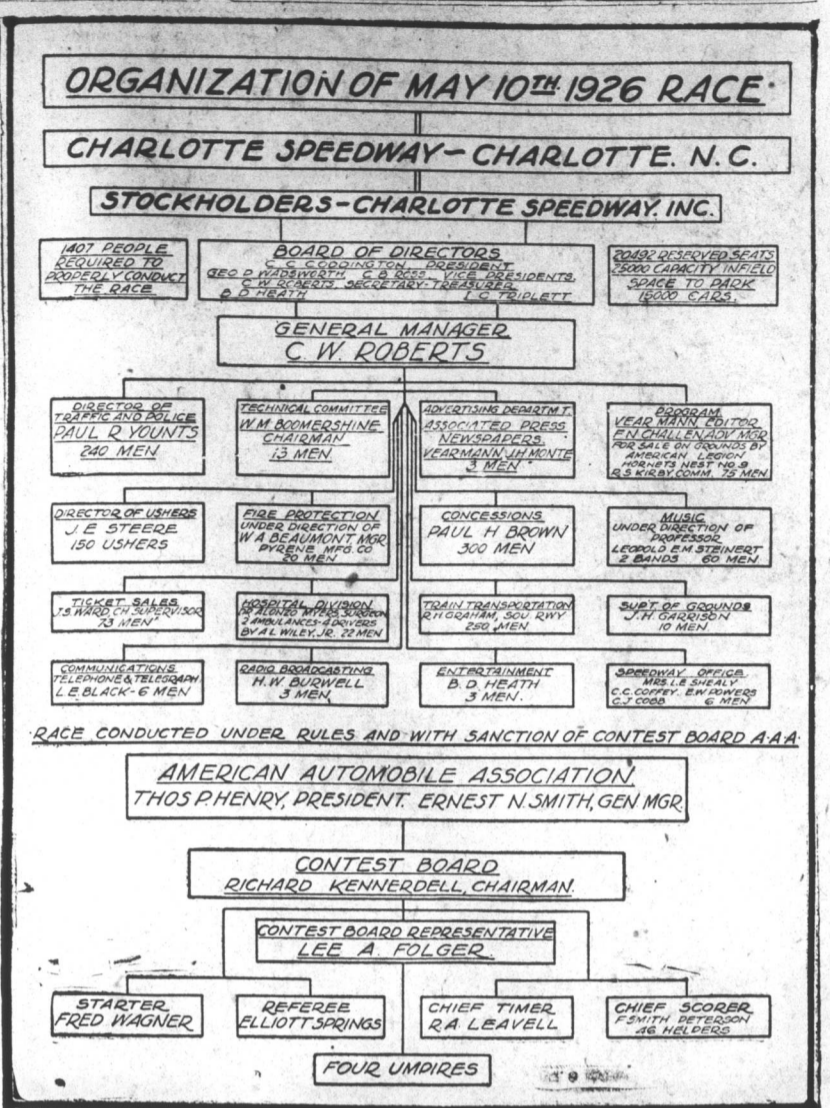 ORGANIZATION OF MAY 10TH. 1926 RACE.
CHARLOTTE SPEEDWAY - CHARLOTTE. N.C.
STOCKHOLDERS - CHARLOTTE SPEEDWAY. INC.
1407 PEOPLE
REQUIRED TO
PROPERLY CONDUCT
THE RACE
BOARD OF DIRECTORS
C C CODDINGTON PRESIDENT
GEO D WADSWORTH C B ROSS VICE PRESIDENTS
C W ROBERTS, SECRETARY-TREASURER
B D HEATH L C TRIPLETT
20492 RESERVED SEATS
25000 CAPACITY INFIELD
SPACE TO PARK
15000 CARS.
GENERAL MANAGER
C. W. ROBERTS
DIRECTOR OF
TRAFFIC AND POLICE
PAUL R YOUNTS
240 MEN
TECHNICAL COMMITTEE
W.M. BOOMERSHINE
CHAIRMAN
13 MEN
ADVERTISING DEPARTM'T.
ASSOCIATED PRESS
NEWSPAPERS.
VEAR MANN, J.H MONTE
3 MEN
PROGRAM
VEAR MANN, EDITOR
E.N. CHALLEN, ADV MGR
FOR SALE ON GROUNDS BY
AMERICAN LEGION
HORNETS NEST NO. 9
R S KIRBY COMM. 75 MEN
DIRECTOR OF USHERS
J. E STEERE
150 USHERS
FIRE PROTECTION
UNDER DIRECTION OF
W A BEAUMONT, MGR
PYRENE MFG. CO
20 MEN
CONCESSIONS
PAUL H BROWN
300 MEN
MUSIC
UNDER DIRECTION OF
PROFESSOR
LEOPOLD E.M. STEINERT
2 BANDS 60 MEN
TICKET SALES
J.S. WARD, CH. SUPERVISOR
73 MEN
HOSPITAL DIVISION
DR ALONZO MYERS SURGEON
2 AMBULANCES - 4 DRIVERS
BY A L WILEY, JR. 22 MEN
TRAIN TRANSPORTATION
R H GRAHAM, SOU. RWY
250 MEN
SUPT. OF GROUNDS
J. H. GARRISON
10 MEN
COMMUNICATIONS
TELEPHONE & TELEGRAPH
L. E. BLACK - 6 MEN
RADIO BROADCASTING
H. W. BURWELL
3 MEN
ENTERTAINMENT
B. D. HEATH
3 MEN.
SPEEDWAY OFFICE
MRS. L.B SHEALY
C.C. COFFEY. E.W. POWERS
C.J COBB 6 MEN
RACE CONDUCTED UNDER RULES AND WITH SANCTION OF CONTEST BOARD A.A.A.
AMERICAN AUTOMOBILE ASSOCIATION
THOS P. HENRY, PRESIDENT. ERNEST N. SMITH, GEN MGR.
CONTEST BOARD
RICHARD KENNERDELL, CHAIRMAN.
CONTEST BOARD REPRESENTATIVE
LEE A. FOLGER.
STARTER
FRED WAGNER
REFEREE
ELLIOTT SPRINGS
CHIEF TIMER
R.A LEAVELL
CHIEF SCORER
F SMITH PETERSON
46 HELPERS
FOUR UMPIRES